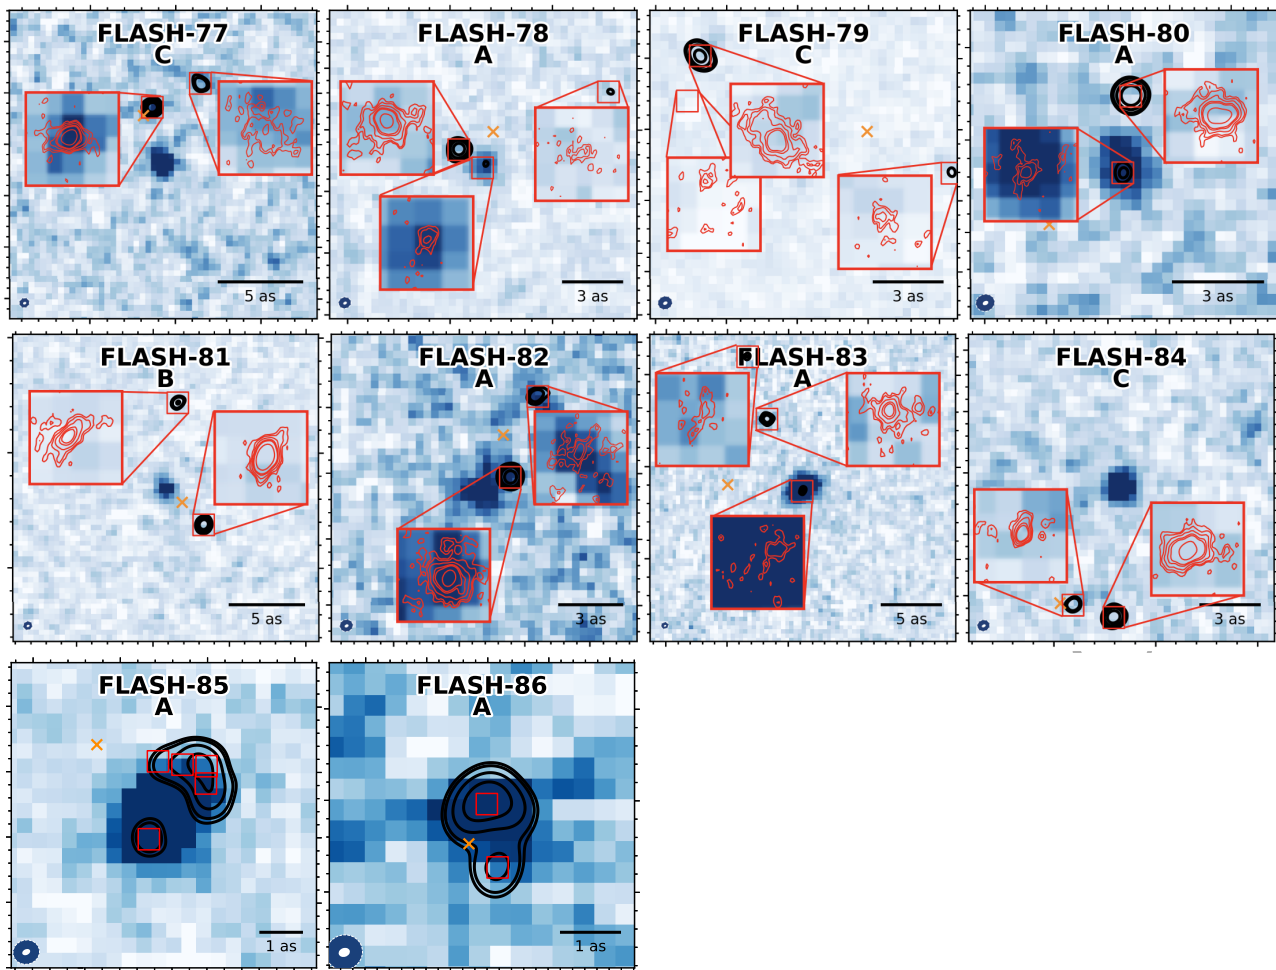 FLASH-77
C
5 as
FLASH-78
A
3 as
FLASH-79
C
3 as
FLASH-80
A
3 as
FLASH-81
B
5 as
FLASH-82
A
3 as
FLASH-83
A
5 as
FLASH-84
C
3 as
FLASH-85
A
1 as
FLASH-86
A
1 as